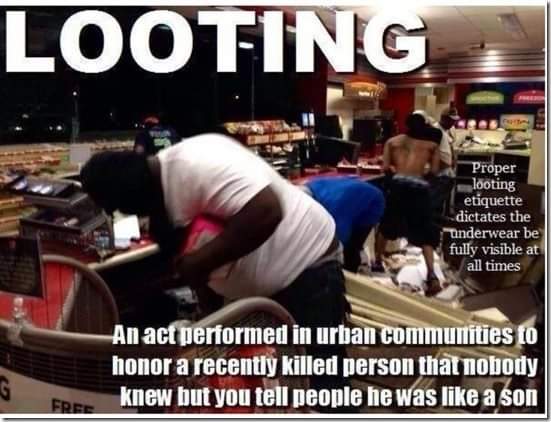 LOOTING
Proper
looting
etiquette
dictates the
underwear be
fully visible at
all times
An act performed in urban communities to
honor a recently killed person that nobody
knew but you tell people he was like a son
G
FREE